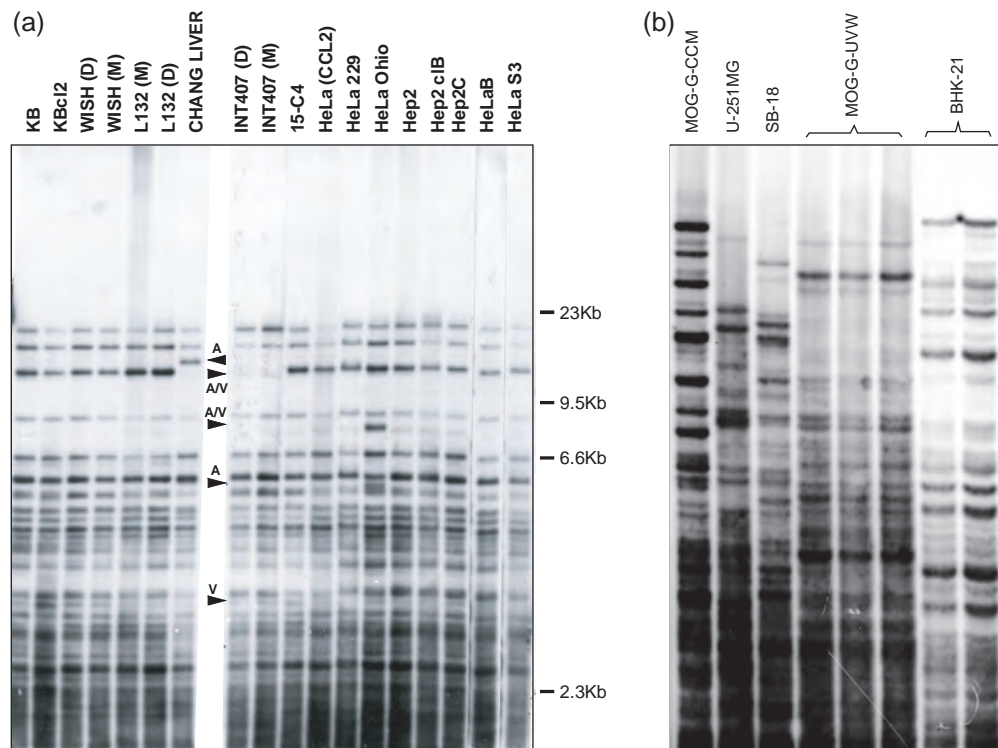 (a)
KB
KBcl2
WISH (D)
WISH (M)
L132 (M)
L132 (D)
CHANG LIVER
INT407 (D)
INT407 (M)
15-C4
HeLa (CCL2)
HeLa 229
HeLa Ohio
Hep2
Hep2 clB
Hep2C
HeLaB
HeLa S3
A
A/V
A/V
A
V
23Kb
9.5Kb
6.6Kb
2.3Kb
(b)
MOG-G-CCM
U-251MG
SB-18
MOG-G-UVW
BHK-21